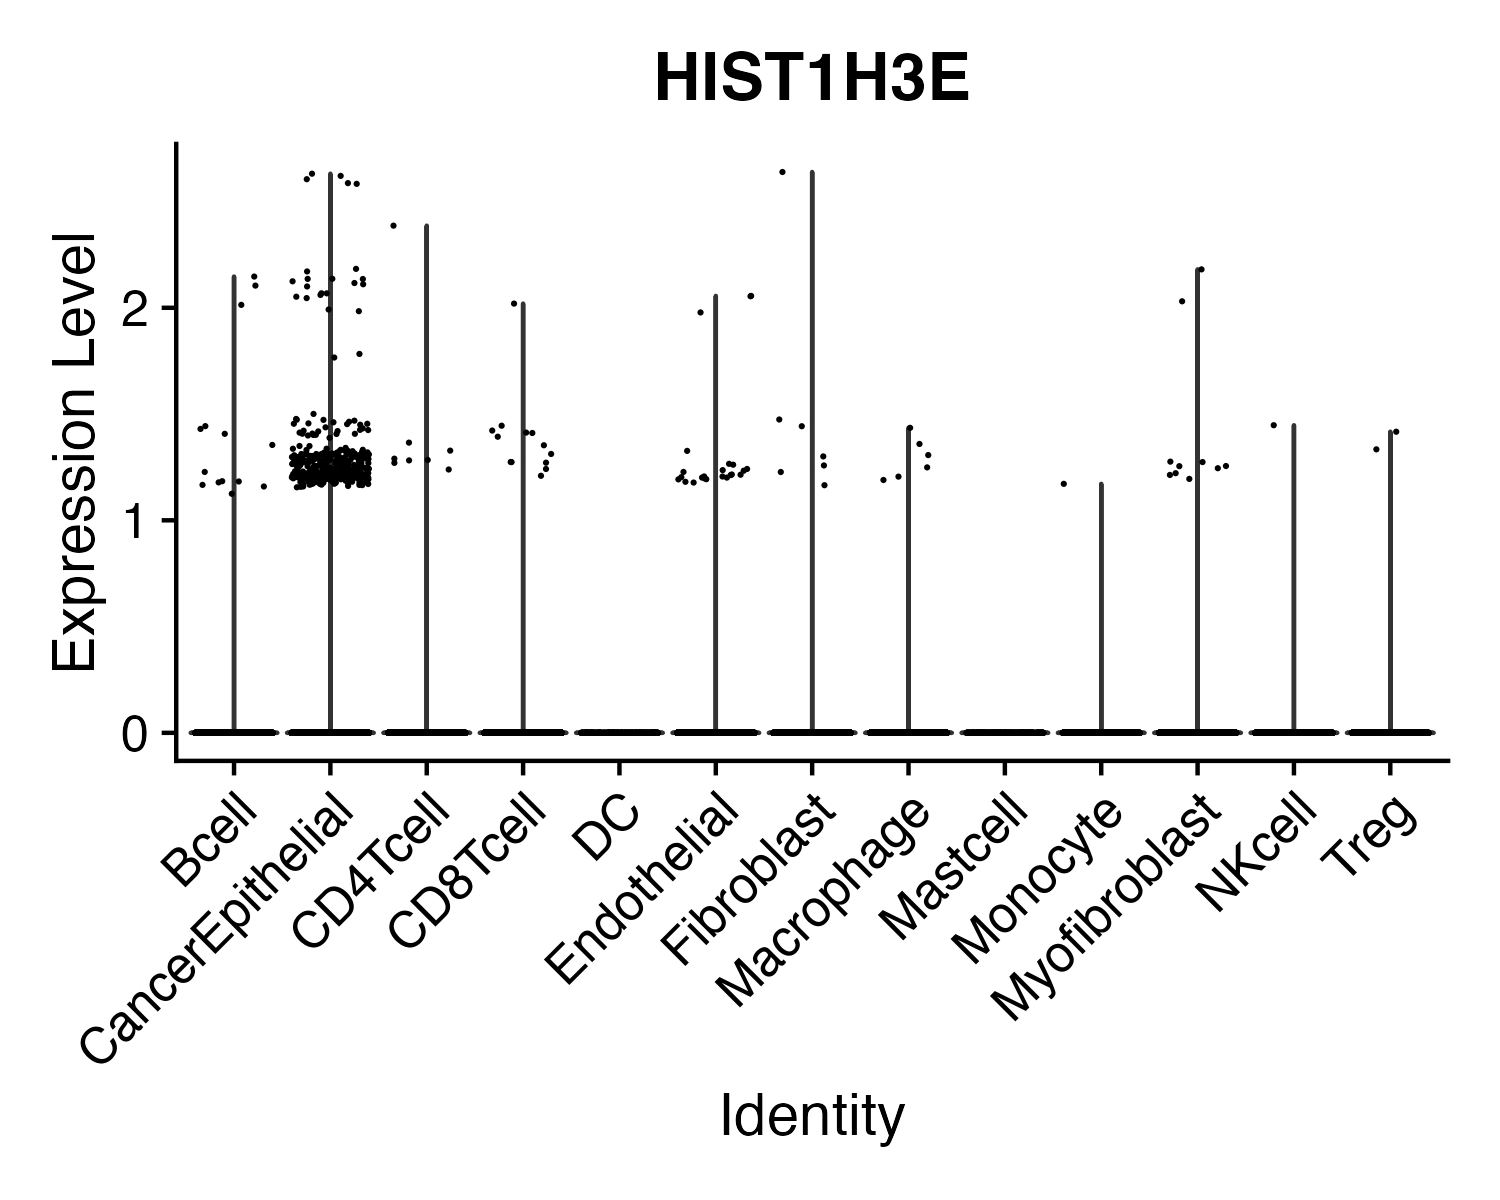 HIST1H3E
Expression Level
2
1
0
Bcell
CancerEpithelial
CD4Tcell
CD8Tcell
DC
Endothelial
Fibroblast
Macrophage
Mastcell
Monocyte
Myofibroblast
NKcell
Treg
Identity